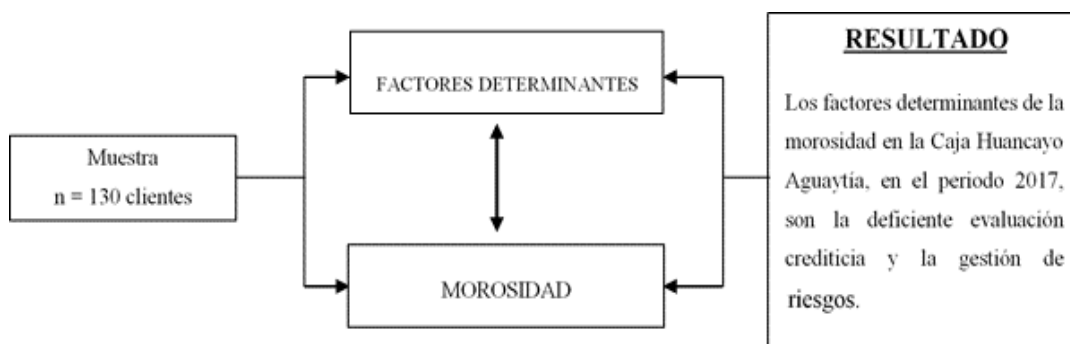 Muestra
n = 130 clientes
FACTORES DETERMINANTES
MOROSIDAD
RESULTADO
Los factores determinantes de la
morosidad en la Caja Huancayo
Aguaytía, en el periodo 2017,
son la deficiente evaluación
crediticia y la gestión de
riesgos.